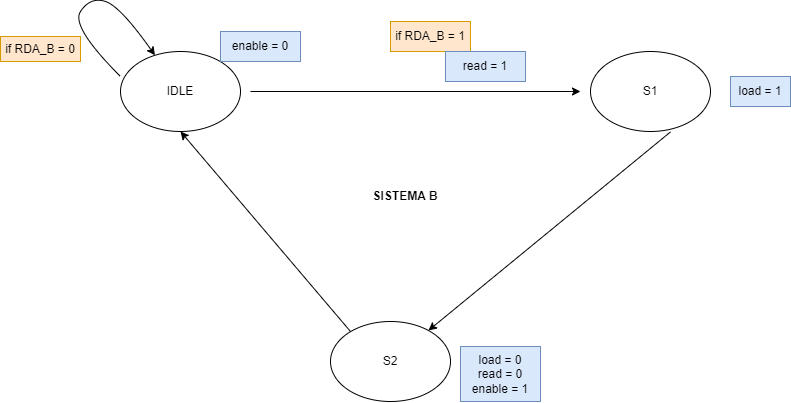 if RDA_B = 0
enable = 0
if RDA_B = 1
read = 1
IDLE
S1
load = 1
SISTEMA B
S2
load = 0
read = 0
enable = 1